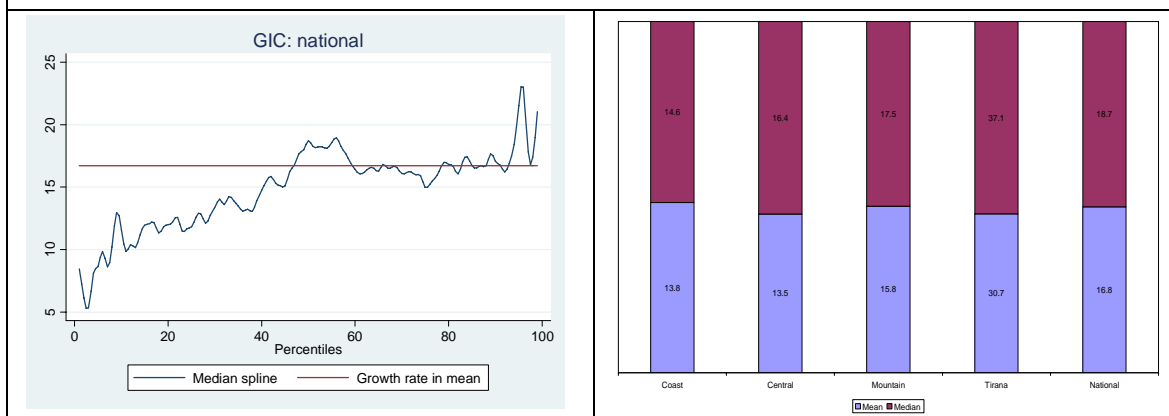 GIC: national
25
20
15
10
5
0 20 40 60 80 100
Percentiles
Median spline Growth rate in mean
14.6 16.4 17.5 37.1 18.7
13.8 13.5 15.8 30.7 16.8
Coast Central Mountain Tirana National
Mean Median